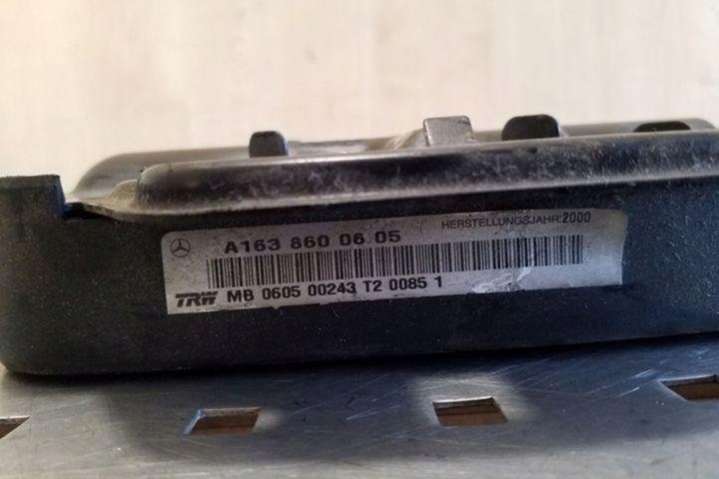 A163 860 06 05
HERSTELLUNGSJAHR:2000
TRW MB 0605 00243 T2 0085 1